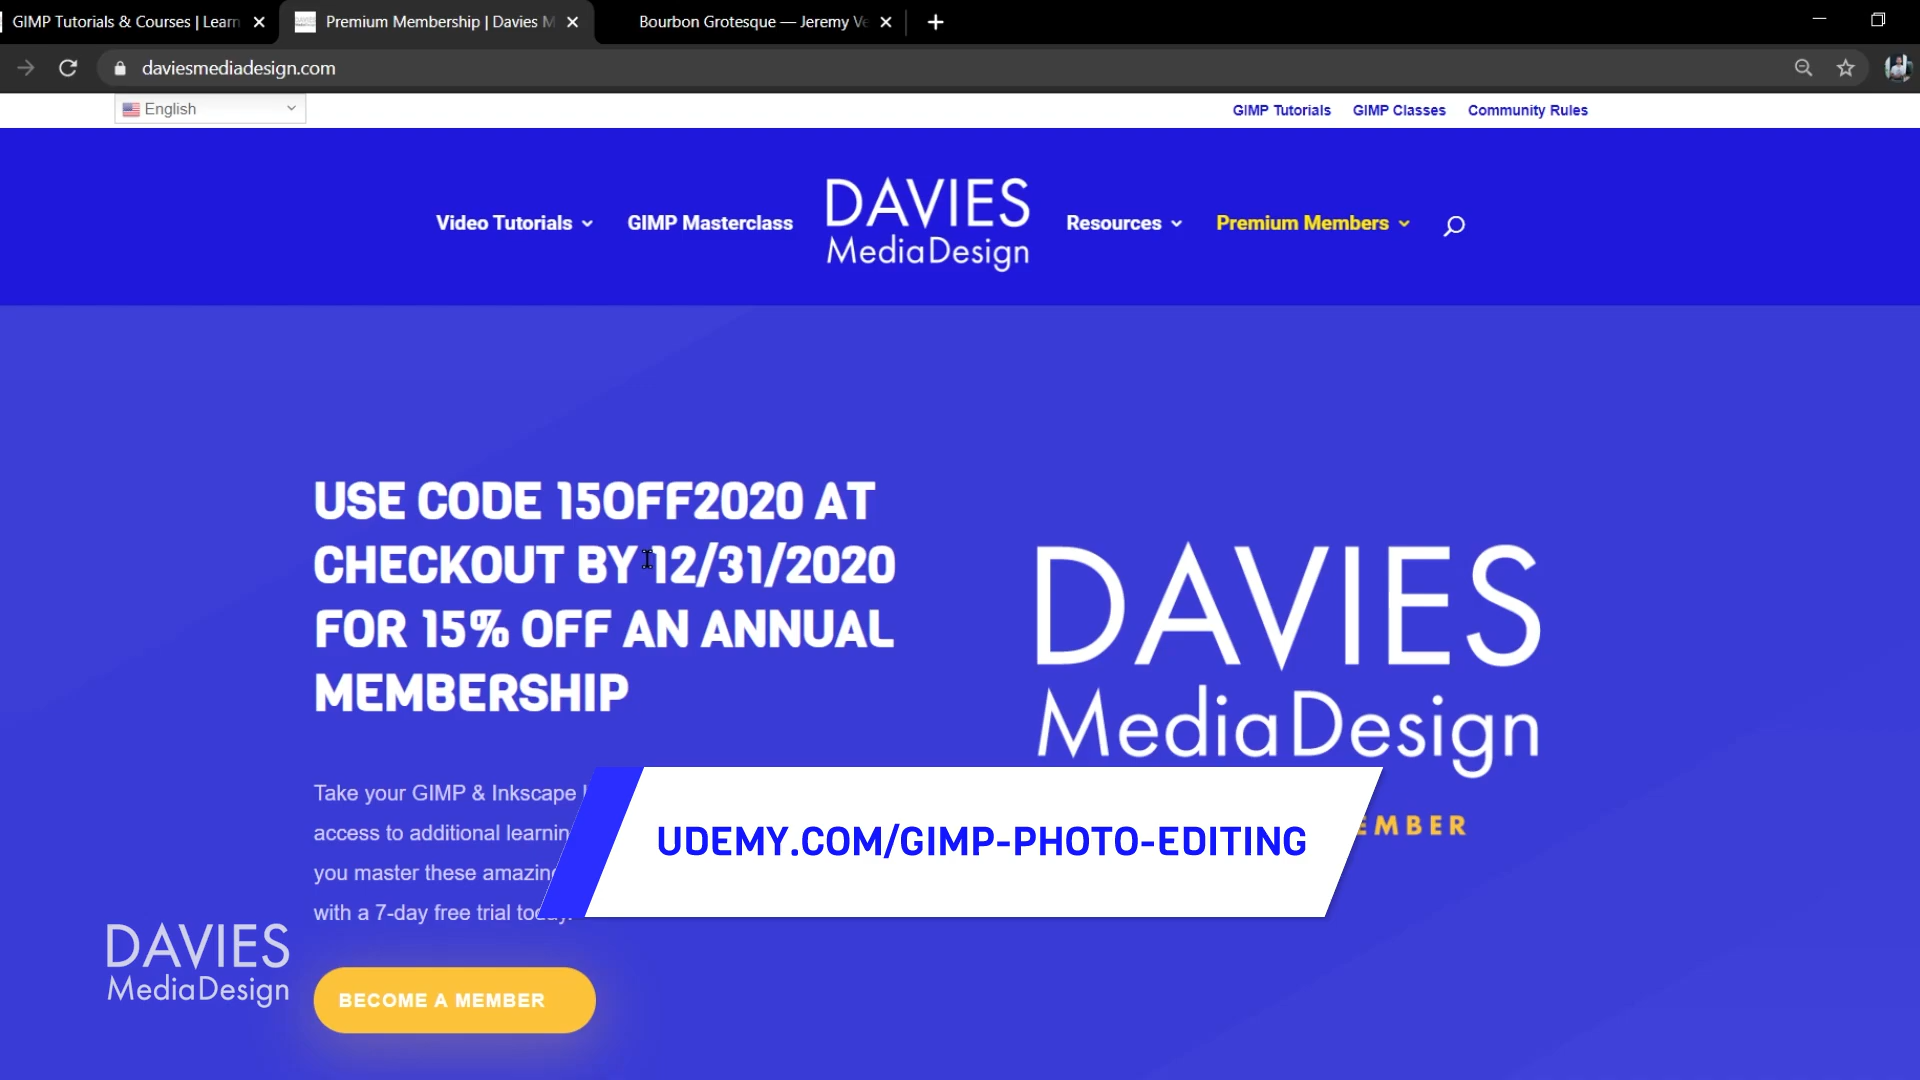 GIMP Tutorials & Courses | Learn
Premium Membership | Davies M
Bourbon Grotesque — Jeremy Ve
daviesmediadesign.com
English
GIMP Tutorials
GIMP Classes
Community Rules
Video Tutorials
GIMP Masterclass
DAVIES
MediaDesign
Resources
Premium Members
USE CODE 15OFF2020 AT
CHECKOUT BY 12/31/2020
FOR 15% OFF AN ANNUAL
MEMBERSHIP
DAVIES
MediaDesign
EMBER
Take your GIMP & Inkscape
access to additional learnin
you master these amazing
with a 7-day free trial today.
UDEMY.COM/GIMP-PHOTO-EDITING
DAVIES
MediaDesign
BECOME A MEMBER